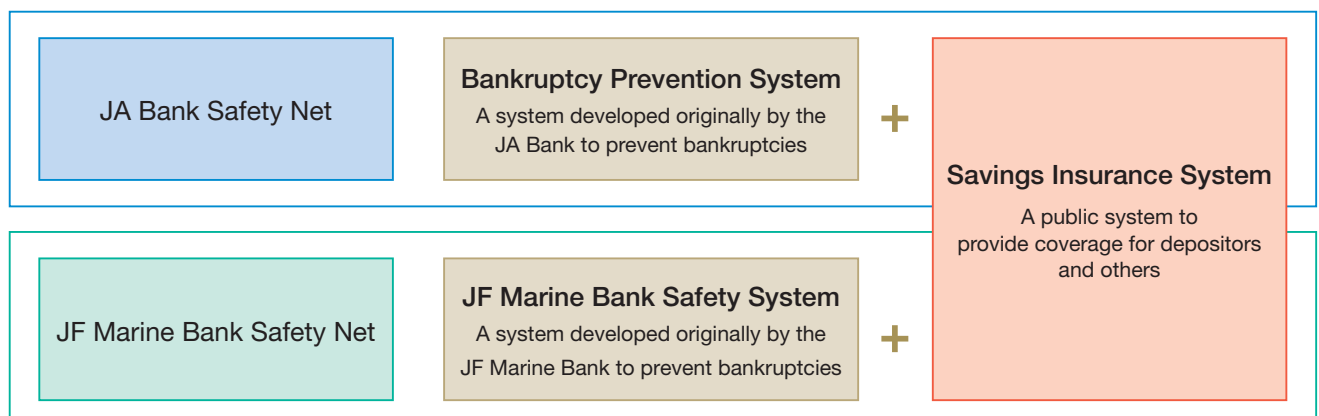 JA Bank Safety Net
Bankruptcy Prevention System
A system developed originally by the
JA Bank to prevent bankruptcies
+
Savings Insurance System
A public system to
provide coverage for depositors
and others
JF Marine Bank Safety Net
JF Marine Bank Safety System
A system developed originally by the
JF Marine Bank to prevent bankruptcies
+